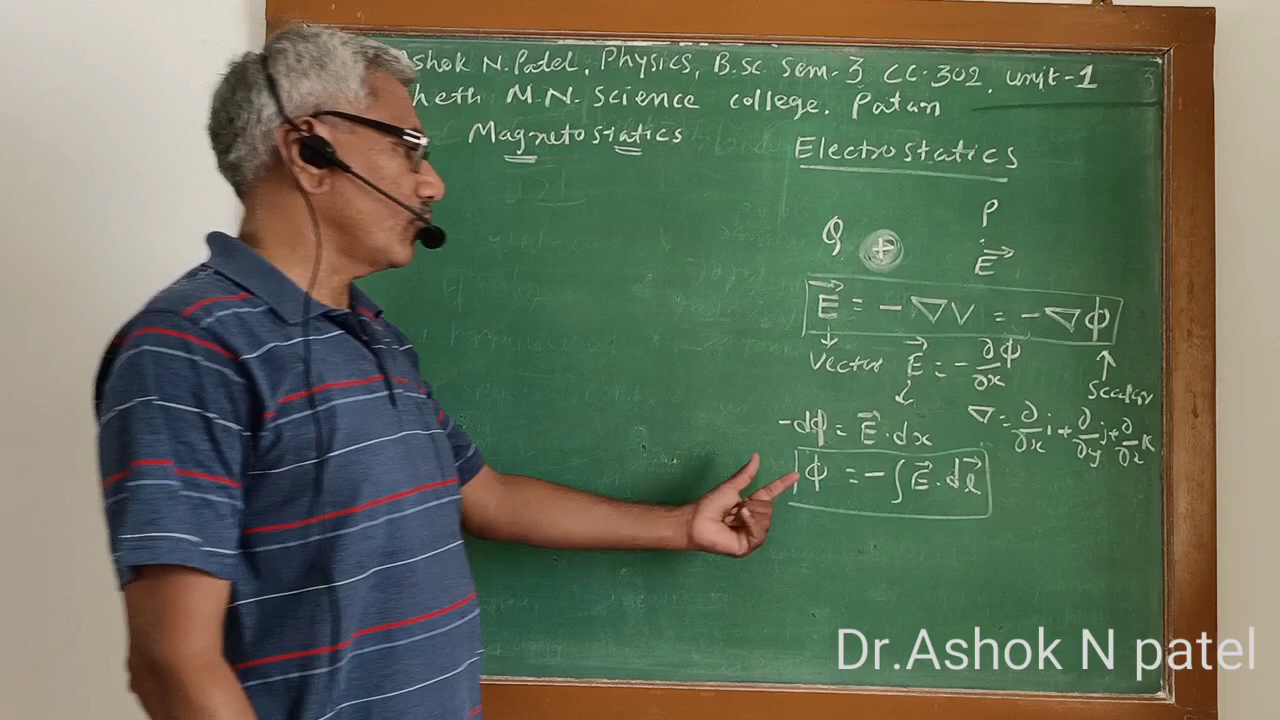 Ashok N. Patel, Physics, B.Sc. Sem-3 CC-302, Unit-1
heth M.N. Science college. Patan
Magnetostatics
Electrostatics
P
Q +
E⃗
E⃗ = - ∇V = - ∇ϕ
Vector E⃗ = - ∂ϕ/∂x
Scalar
∇ = ∂/∂x i + ∂/∂y j + ∂/∂z k
-dϕ = E⃗ . dx
ϕ = - ∫ E⃗ . dl⃗
Dr.Ashok N patel